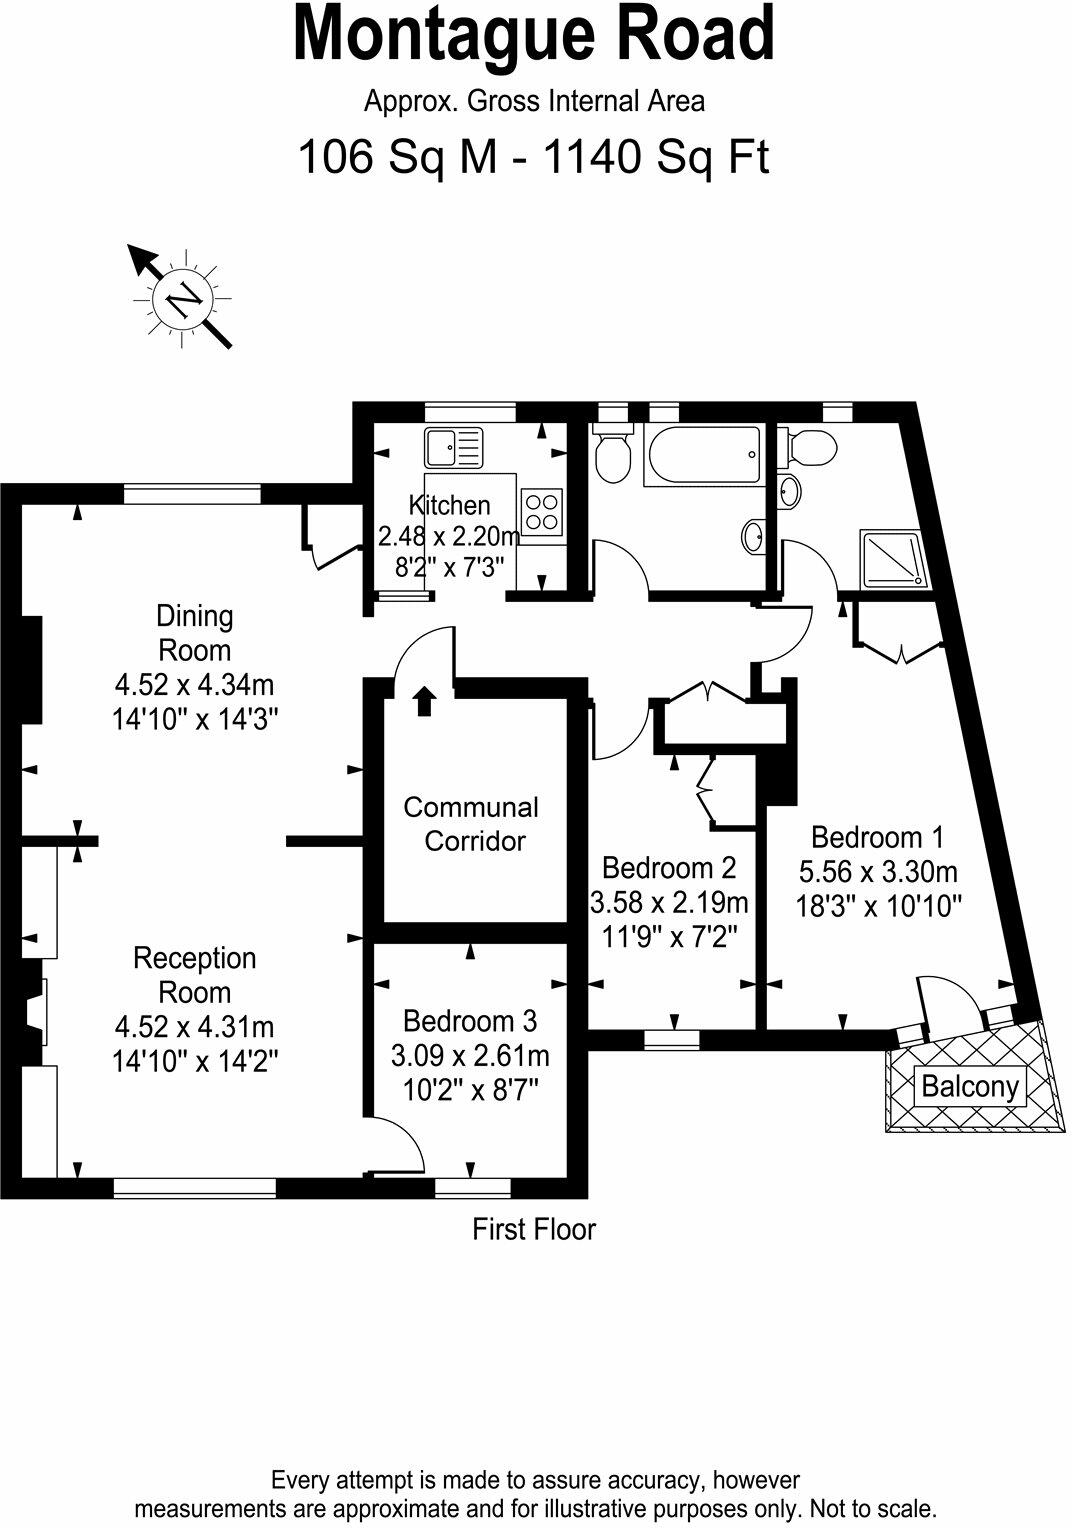 Montague Road
Approx. Gross Internal Area
106 Sq M - 1140 Sq Ft
N
Kitchen
2.48 x 2.20m
8'2" x 7'3"
Dining
Room
4.52 x 4.34m
14'10" x 14'3"
Communal
Corridor
Bedroom 1
5.56 x 3.30m
18'3" x 10'10"
Bedroom 2
3.58 x 2.19m
11'9" x 7'2"
Reception
Room
4.52 x 4.31m
14'10" x 14'2"
Bedroom 3
3.09 x 2.61m
10'2" x 8'7"
Balcony
First Floor
Every attempt is made to assure accuracy, however
measurements are approximate and for illustrative purposes only. Not to scale.